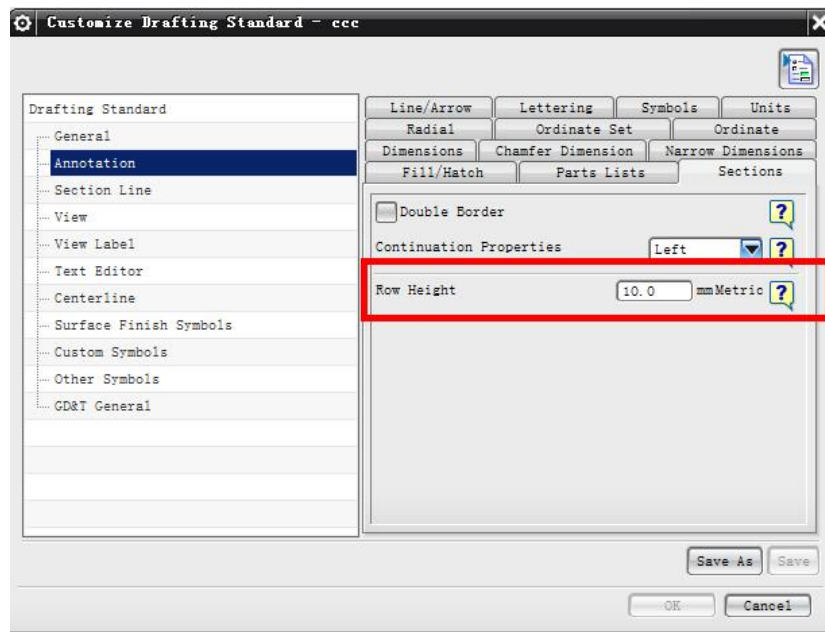 Customize Drafting Standard - ccc
Drafting Standard
General
Annotation
Section Line
View
View Label
Text Editor
Centerline
Surface Finish Symbols
Custom Symbols
Other Symbols
GD&T General
Line/Arrow Lettering Symbols Units
Radial Ordinate Set Ordinate
Dimensions Chamfer Dimension Narrow Dimensions
Fill/Hatch Parts Lists Sections
Double Border ?
Continuation Properties Left ?
Row Height 10.0 mmMetric ?
Save As Save
OK Cancel